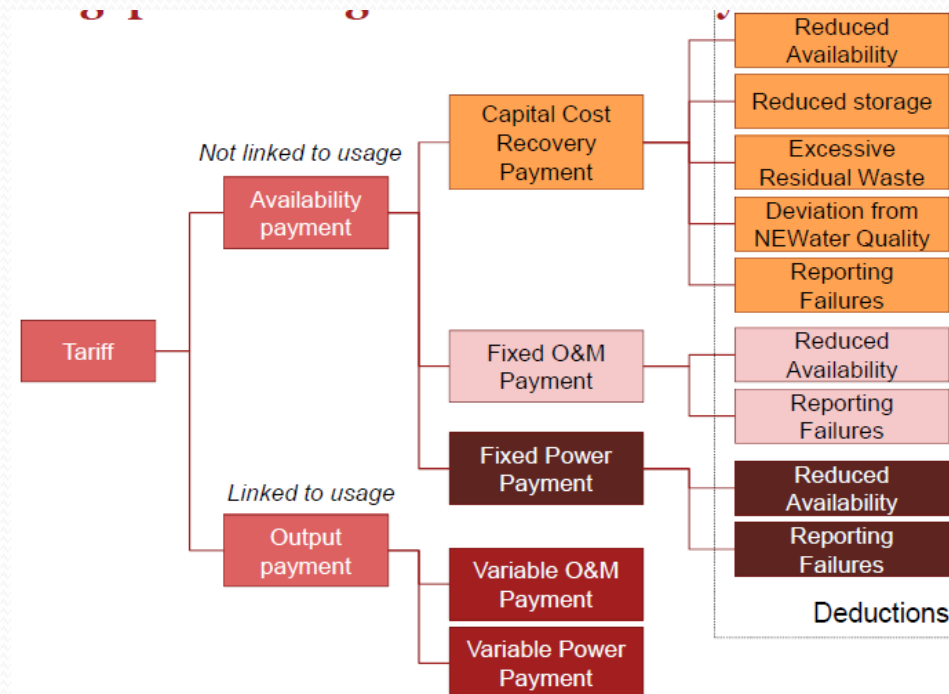 Tariff
Not linked to usage
Availability
payment
Linked to usage
Output
payment
Capital Cost
Recovery
Payment
Fixed O&M
Payment
Fixed Power
Payment
Variable O&M
Payment
Variable Power
Payment
Reduced
Availability
Reduced storage
Excessive
Residual Waste
Deviation from
NEWater Quality
Reporting
Failures
Reduced
Availability
Reporting
Failures
Reduced
Availability
Reporting
Failures
Deductions